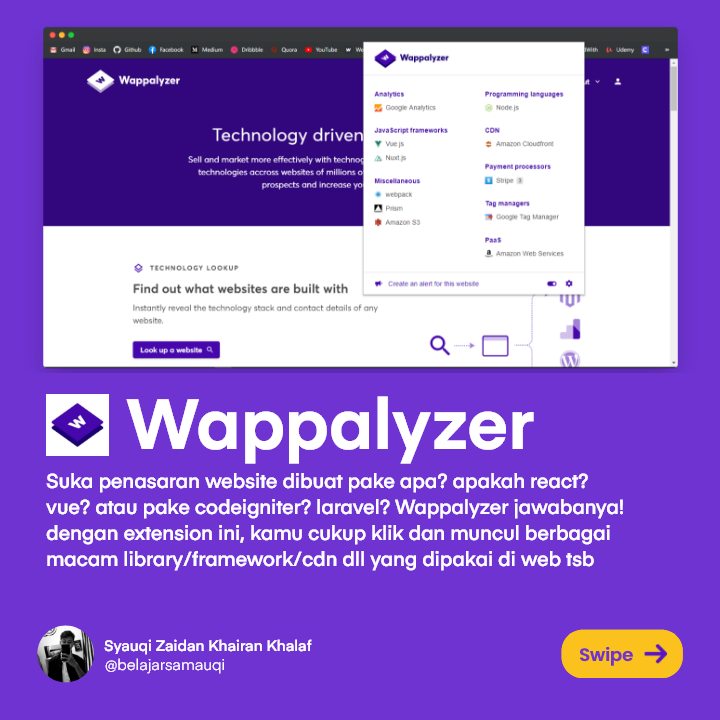 Gmail Insta Github Facebook Medium Dribbble Quora YouTube Udemy
Wappalyzer
Technology driven
Sell and market more effectively with
technologies accross websites of millions
prospects and increase
TECHNOLOGY LOOKUP
Find out what websites are built with
Instantly reveal the technology stack and contact details of any
website.
Look up a website
Wappalyzer
Analytics
Google Analytics
JavaScript frameworks
Vue.js
Nuxt.js
Miscellaneous
webpack
Prism
Amazon S3
Programming languages
Node.js
CDN
Amazon Cloudfront
Payment processors
Stripe 3
Tag managers
Google Tag Manager
PaaS
Amazon Web Services
Create an alert for this website
Wappalyzer
Suka penasaran website dibuat pake apa? apakah react?
vue? atau pake codeigniter? laravel? Wappalyzer jawabanya!
dengan extension ini, kamu cukup klik dan muncul berbagai
macam library/framework/cdn dll yang dipakai di web tsb
Syauqi Zaidan Khairan Khalaf
@belajarsamauqi
Swipe